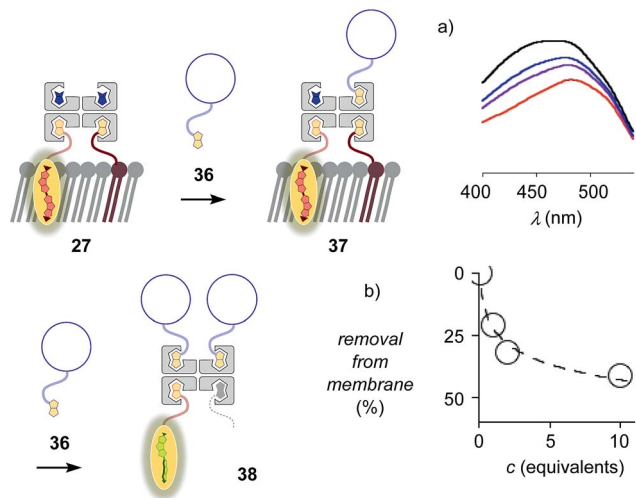 a)
36
27
37
400 450 500
λ (nm)
b)
removal
from
membrane
(%)
0
25
50
0 5 10
c (equivalents)
36
38